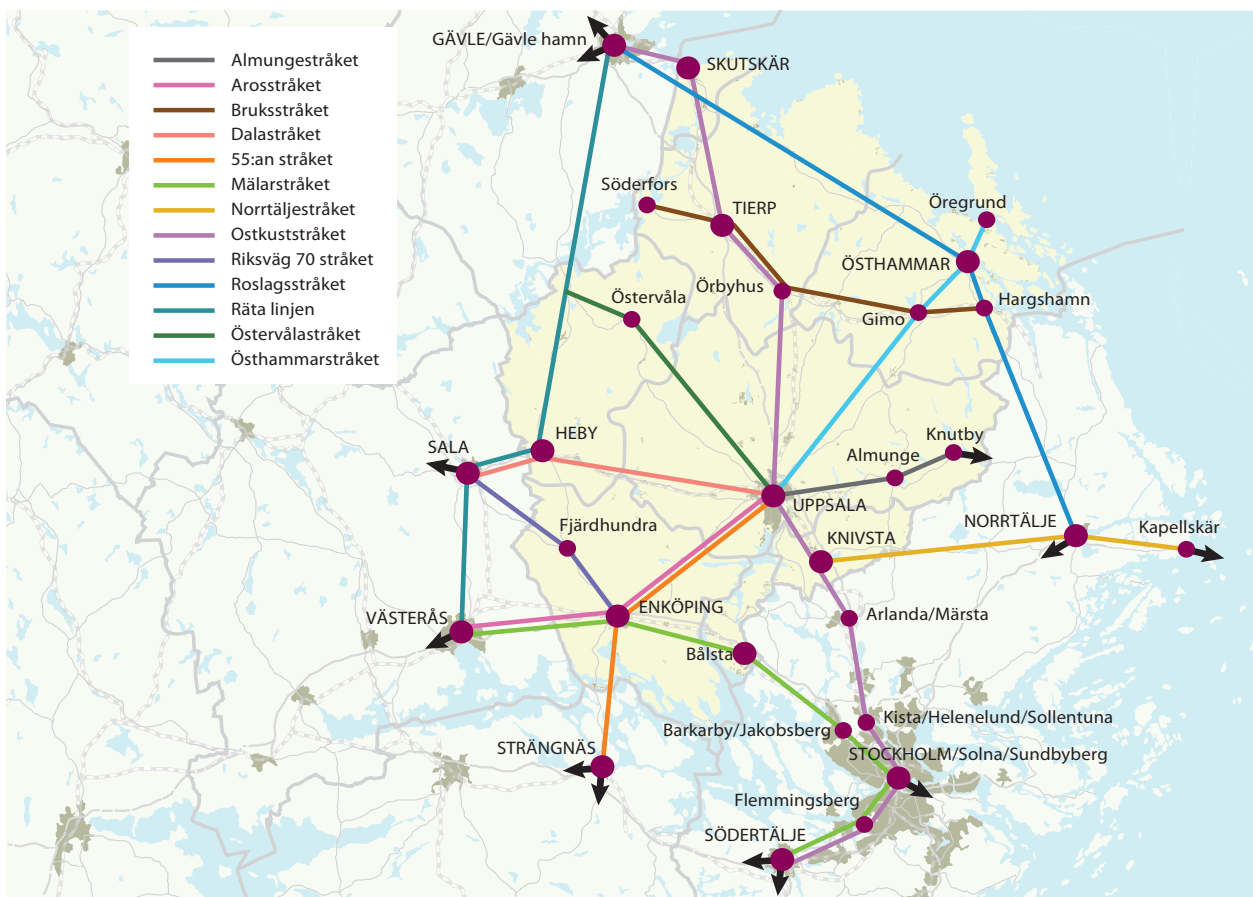 Almungestråket
Arosstråket
Bruksstråket
Dalastråket
55:an stråket
Mälarstråket
Norrtäljestråket
Ostkuststråket
Riksväg 70 stråket
Roslagsstråket
Räta linjen
Östervålastråket
Östhammarstråket
GÄVLE/Gävle hamn
SKUTSKÄR
Söderfors
TIERP
Öregrund
ÖSTHAMMAR
Örbyhus
Östervåla
Hargshamn
Gimo
HEBY
SALA
Knutby
Almunge
UPPSALA
NORRTÄLJE
Kapellskär
Fjärdhundra
KNIVSTA
ENKÖPING
Arlanda/Märsta
VÄSTERÅS
Bålsta
Kista/Helenelund/Sollentuna
Barkarby/Jakobsberg
STRÄNGNÄS
STOCKHOLM/Solna/Sundbyberg
Flemmingsberg
SÖDERTÄLJE